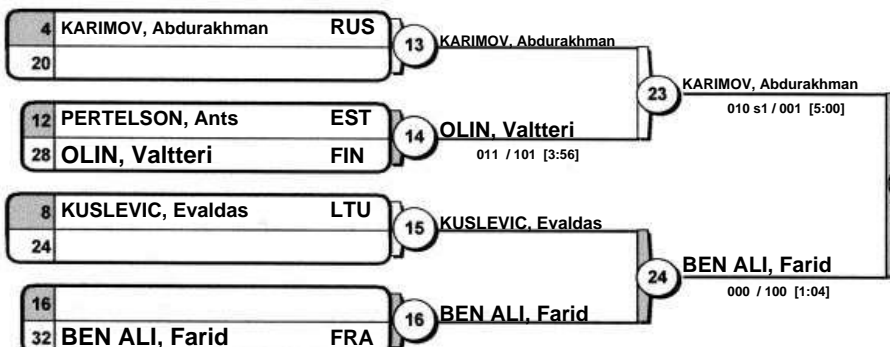 4 KARIMOV, Abdurakhman RUS
20
13
KARIMOV, Abdurakhman
12 PERTELSON, Ants EST
28 OLIN, Valtteri FIN
14
OLIN, Valtteri
011 / 101 [3:56]
23
KARIMOV, Abdurakhman
010 s1 / 001 [5:00]
8 KUSLEVIC, Evaldas LTU
24
15
KUSLEVIC, Evaldas
16
32 BEN ALI, Farid FRA
16
BEN ALI, Farid
24
BEN ALI, Farid
000 / 100 [1:04]